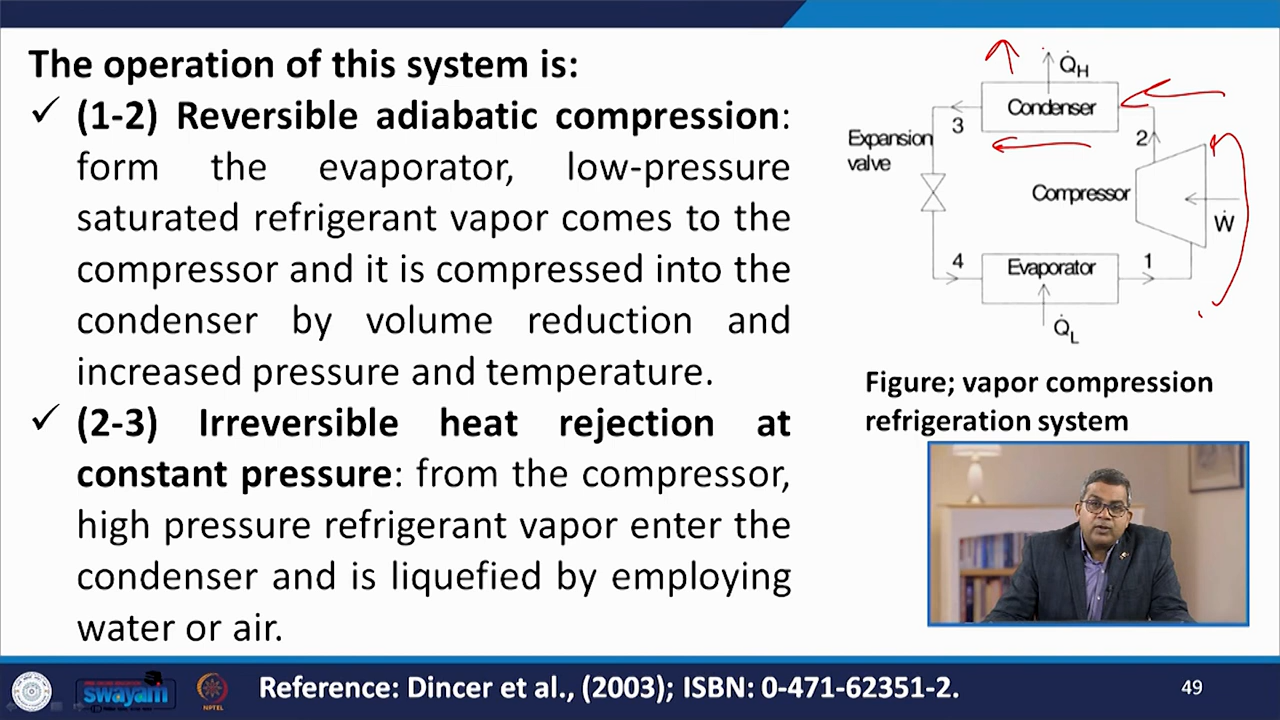 The operation of this system is:
✓ (1-2) Reversible adiabatic compression:
form the evaporator, low-pressure
saturated refrigerant vapor comes to the
compressor and it is compressed into the
condenser by volume reduction and
increased pressure and temperature.
✓ (2-3) Irreversible heat rejection at
constant pressure: from the compressor,
high pressure refrigerant vapor enter the
condenser and is liquefied by employing
water or air.
Q̇H
Condenser
3
2
Expansion
valve
Compressor
Ẇ
4
Evaporator
1
Q̇L
Figure; vapor compression
refrigeration system
swayam
NPTEL
Reference: Dincer et al., (2003); ISBN: 0-471-62351-2.
49